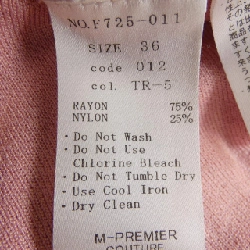 NO.F725-011
SIZE 36
code 012
col. TR-5
RAYON 75%
NYLON 25%
· Do Not Wash
· Do Not Use
Chlorine Bleach
· Do Not Tumble Dry
· Use Cool Iron
· Dry Clean
M-PREMIER
COUTURE